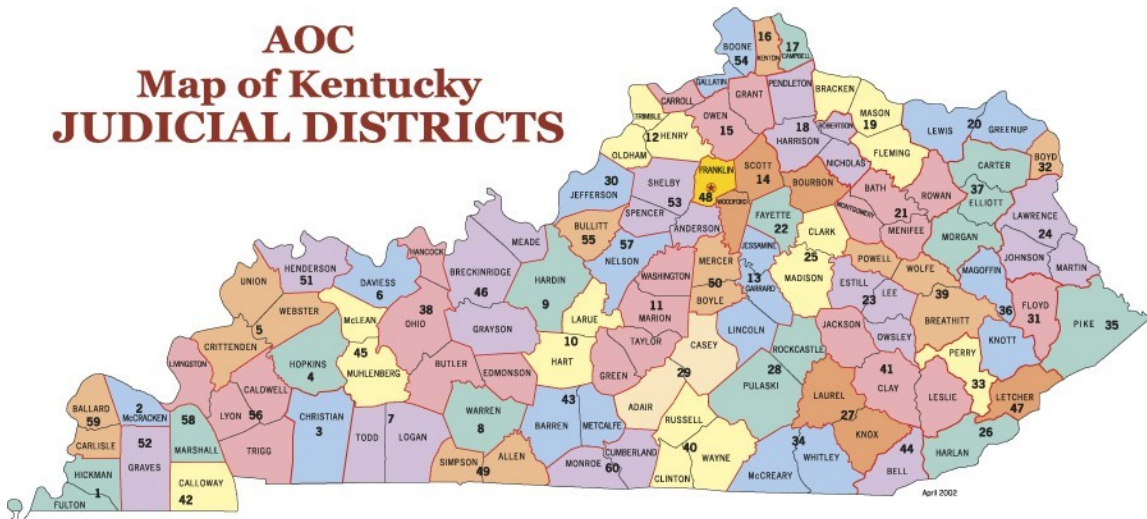 AOC
Map of Kentucky
JUDICIAL DISTRICTS
16
17
BOONE
54
KENTON
CAMPBELL
GALLATIN
GRANT
PENDLETON
BRACKEN
CARROLL
MASON
19
TRIMBLE
OWEN
15
18
HARRISON
ROBERTSON
LEWIS
20
GREENUP
12
HENRY
OLDHAM
FLEMING
NICHOLAS
BOYD
32
CARTER
30
JEFFERSON
SHELBY
53
FRANKLIN
48
SCOTT
14
BOURBON
BATH
ROWAN
37
ELLIOTT
WOODFORD
SPENCER
ANDERSON
FAYETTE
22
MONTGOMERY
21
MENIFEE
LAWRENCE
24
BULLITT
55
57
NELSON
CLARK
MORGAN
MEADE
JESSAMINE
25
POWELL
JOHNSON
MARTIN
HANCOCK
BRECKINRIDGE
46
HARDIN
9
WASHINGTON
MERCER
50
13
GARRARD
MADISON
ESTILL
WOLFE
39
MAGOFFIN
HENDERSON
51
DAVIESS
6
UNION
11
MARION
BOYLE
LEE
23
BREATHITT
36
FLOYD
31
PIKE
35
WEBSTER
McLEAN
38
OHIO
GRAYSON
LARUE
10
TAYLOR
LINCOLN
JACKSON
OWSLEY
KNOTT
5
CRITTENDEN
45
HART
CASEY
ROCKCASTLE
PERRY
HOPKINS
4
MUHLENBERG
BUTLER
EDMONSON
GREEN
29
28
PULASKI
41
CLAY
33
LIVINGSTON
CALDWELL
LAUREL
27
LESLIE
LETCHER
47
BALLARD
59
2
McCRACKEN
58
LYON
56
CHRISTIAN
3
7
WARREN
8
43
BARREN
METCALFE
ADAIR
RUSSELL
KNOX
26
HARLAN
CARLISLE
52
MARSHALL
TRIGG
TODD
LOGAN
40
WAYNE
34
WHITLEY
44
BELL
HICKMAN
1
GRAVES
CALLOWAY
42
SIMPSON
49
ALLEN
MONROE
CUMBERLAND
60
CLINTON
McCREARY
FULTON
April 2002